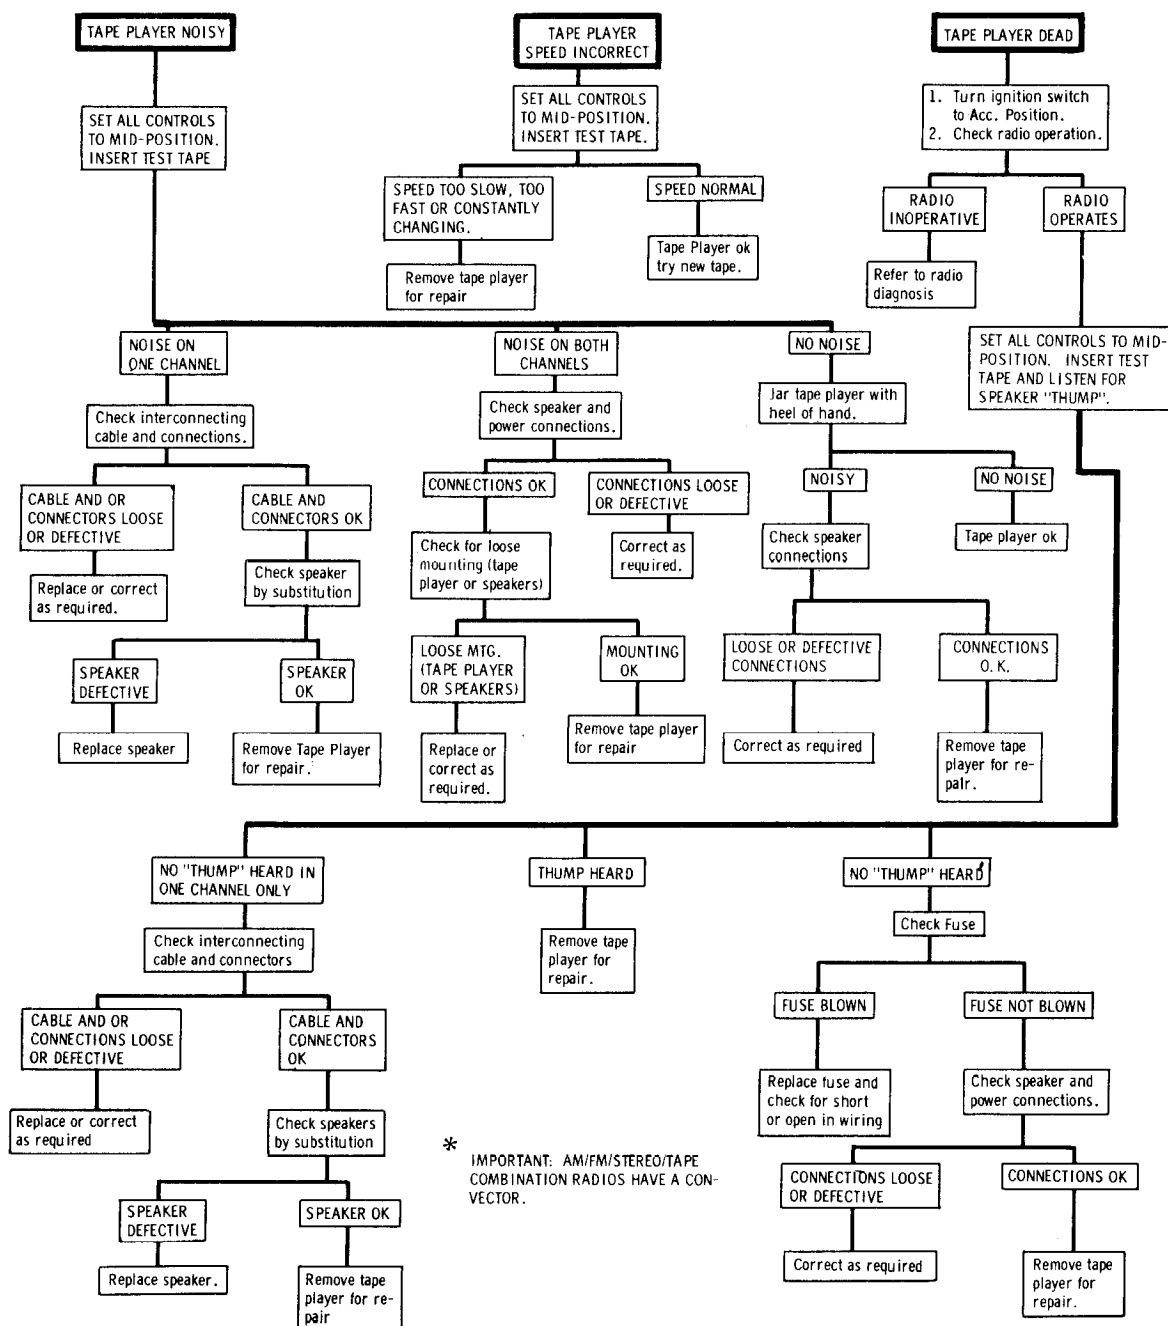 TAPE PLAYER NOISY
TAPE PLAYER
SPEED INCORRECT
TAPE PLAYER DEAD
SET ALL CONTROLS
TO MID-POSITION.
INSERT TEST TAPE
SET ALL CONTROLS
TO MID-POSITION.
INSERT TEST TAPE.
1. Turn ignition switch
to Acc. Position.
2. Check radio operation.
SPEED TOO SLOW, TOO
FAST OR CONSTANTLY
CHANGING.
SPEED NORMAL
RADIO
INOPERATIVE
RADIO
OPERATES
Remove tape player
for repair
Tape Player ok
try new tape.
Refer to radio
diagnosis
NOISE ON
ONE CHANNEL
NOISE ON BOTH
CHANNELS
NO NOISE
SET ALL CONTROLS TO MID-
POSITION. INSERT TEST
TAPE AND LISTEN FOR
SPEAKER "THUMP".
Check interconnecting
cable and connections.
Check speaker and
power connections.
Jar tape player with
heel of hand.
CABLE AND OR
CONNECTORS LOOSE
OR DEFECTIVE
CABLE AND
CONNECTORS OK
CONNECTIONS OK
CONNECTIONS LOOSE
OR DEFECTIVE
NOISY
NO NOISE
Replace or correct
as required.
Check speaker
by substitution
Check for loose
mounting (tape
player or speakers)
Correct as
required.
Check speaker
connections
Tape player ok
SPEAKER
DEFECTIVE
SPEAKER
OK
LOOSE MTG.
(TAPE PLAYER
OR SPEAKERS)
MOUNTING
OK
LOOSE OR DEFECTIVE
CONNECTIONS
CONNECTIONS
O. K.
Replace speaker
Remove Tape Player
for repair.
Replace or
correct as
required.
Remove tape player
for repair
Correct as required
Remove tape
player for re-
pair.
NO "THUMP" HEARD IN
ONE CHANNEL ONLY
THUMP HEARD
NO "THUMP" HEARD
Check interconnecting
cable and connectors
Remove tape
player for
repair.
Check Fuse
CABLE AND OR
CONNECTIONS LOOSE
OR DEFECTIVE
CABLE AND
CONNECTORS
OK
FUSE BLOWN
FUSE NOT BLOWN
Replace or correct
as required
Check speakers
by substitution
Replace fuse and
check for short
or open in wiring
Check speaker and
power connections.
SPEAKER
DEFECTIVE
SPEAKER OK
* IMPORTANT: AM/FM/STEREO/TAPE
COMBINATION RADIOS HAVE A CON-
VECTOR.
CONNECTIONS LOOSE
OR DEFECTIVE
CONNECTIONS OK
Replace speaker.
Remove tape
player for re-
pair
Correct as required
Remove tape
player for
repair.